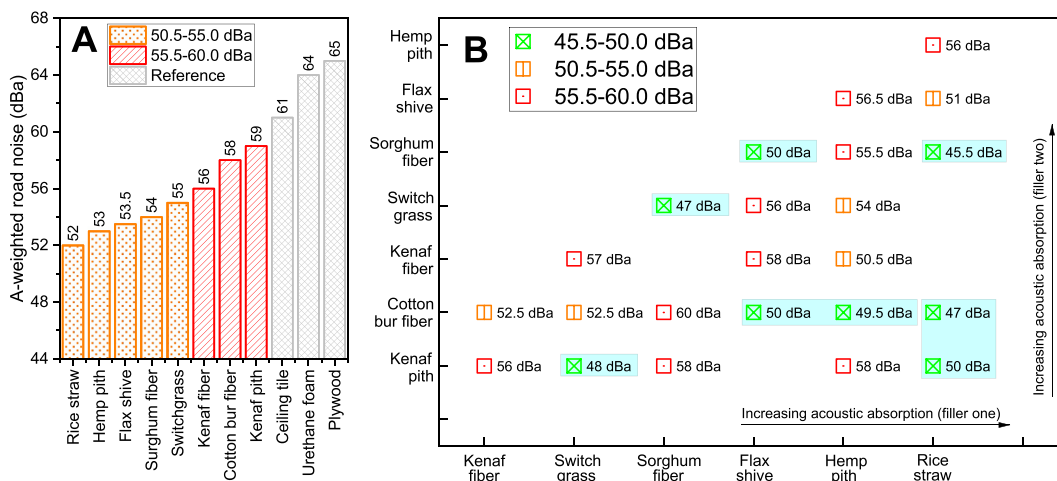 A
50.5-55.0 dBa
55.5-60.0 dBa
Reference
A-weighted road noise (dBa)
68
64
60
56
52
48
44
52
53
53.5
54
55
56
58
59
61
64
65
Rice straw
Hemp pith
Flax shive
Surghum fiber
Switchgrass
Kenaf fiber
Cotton bur fiber
Kenaf pith
Ceiling tile
Urethane foam
Plywood
B
45.5-50.0 dBa
50.5-55.0 dBa
55.5-60.0 dBa
Hemp
pith
56 dBa
Flax
shive
56.5 dBa
51 dBa
Sorghum
fiber
50 dBa
55.5 dBa
45.5 dBa
Switch
grass
47 dBa
56 dBa
54 dBa
Kenaf
fiber
57 dBa
58 dBa
50.5 dBa
Cotton
bur fiber
52.5 dBa
52.5 dBa
60 dBa
50 dBa
49.5 dBa
47 dBa
Kenaf
pith
56 dBa
48 dBa
58 dBa
58 dBa
50 dBa
Increasing acoustic absorption (filler one)
Increasing acoustic absorption (filler two)
Kenaf
fiber
Switch
grass
Sorghum
fiber
Flax
shive
Hemp
pith
Rice
straw